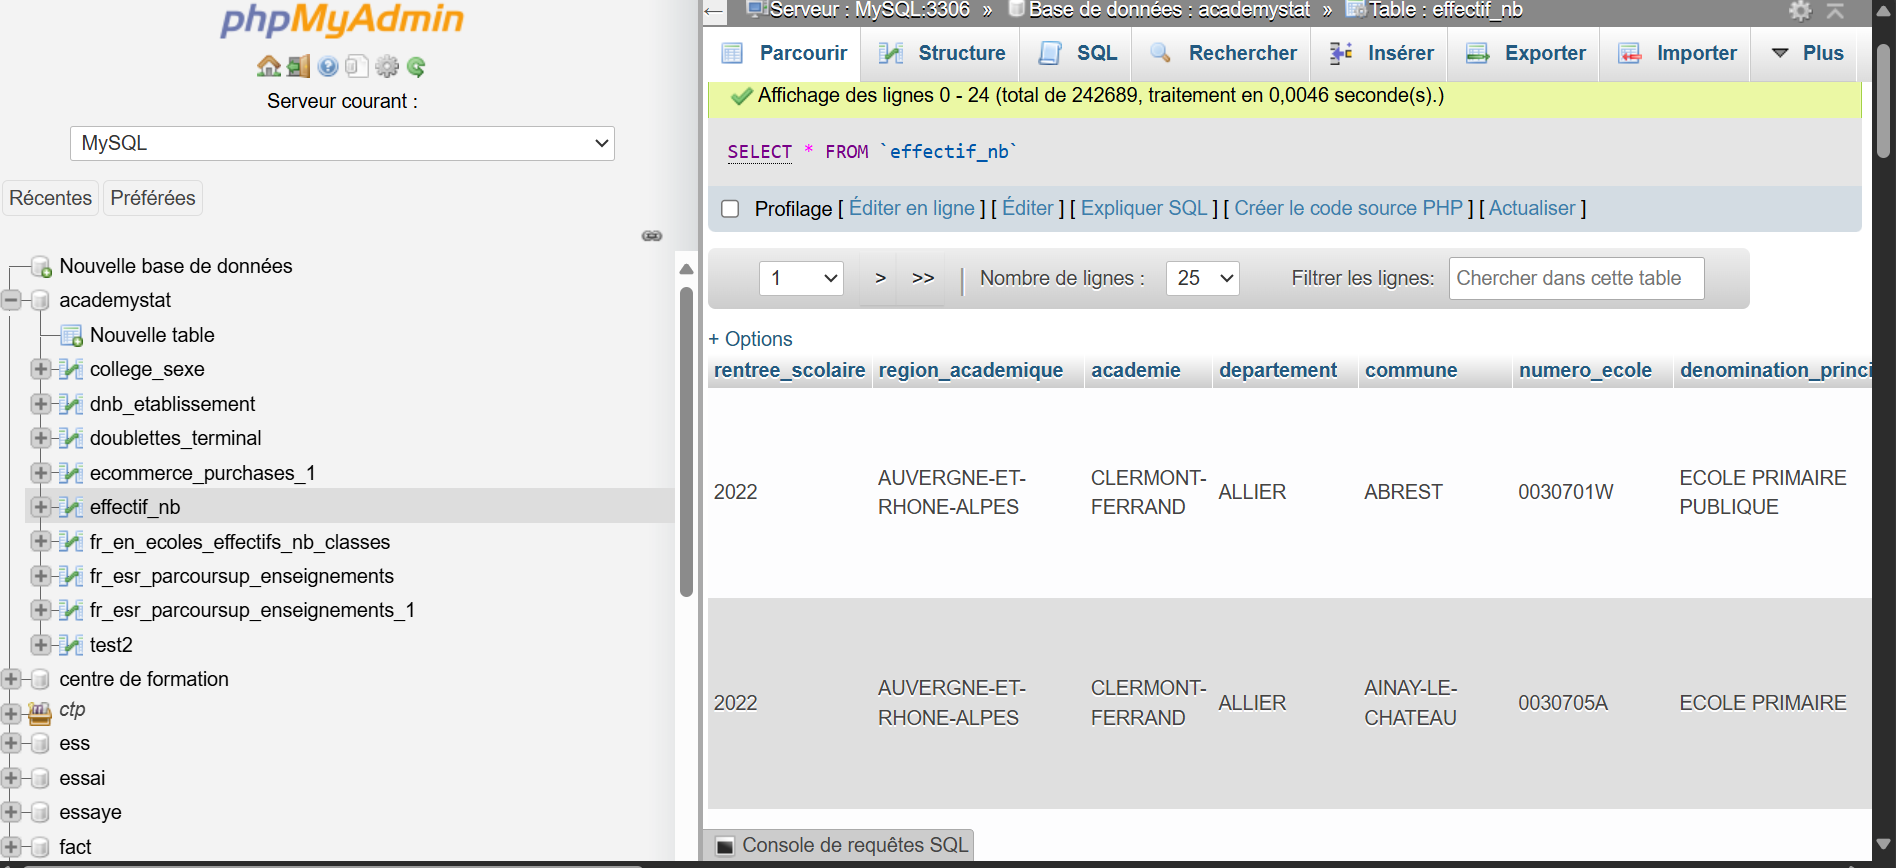 phpMyAdmin
Serveur courant :
MySQL
Récentes
Préférées
Nouvelle base de données
academystat
Nouvelle table
college_sexe
dnb_etablissement
doublettes_terminal
ecommerce_purchases_1
effectif_nb
fr_en_ecoles_effectifs_nb_classes
fr_esr_parcoursup_enseignements
fr_esr_parcoursup_enseignements_1
test2
centre de formation
ctp
ess
essai
essaye
fact
Serveur : MySQL:3306 » Base de données : academystat » Table : effectif_nb
Parcourir Structure SQL Rechercher Insérer Exporter Importer Plus
Affichage des lignes 0 - 24 (total de 242689, traitement en 0,0046 seconde(s).)
SELECT * FROM `effectif_nb`
Profilage [ Éditer en ligne ] [ Éditer ] [ Expliquer SQL ] [ Créer le code source PHP ] [ Actualiser ]
1 > >> Nombre de lignes : 25 Filtrer les lignes: Chercher dans cette table
+ Options
rentree_scolaire region_academique academie departement commune numero_ecole denomination_princi
2022 AUVERGNE-ET-RHONE-ALPES CLERMONT-FERRAND ALLIER ABREST 0030701W ECOLE PRIMAIRE PUBLIQUE
2022 AUVERGNE-ET-RHONE-ALPES CLERMONT-FERRAND ALLIER AINAY-LE-CHATEAU 0030705A ECOLE PRIMAIRE
Console de requêtes SQL